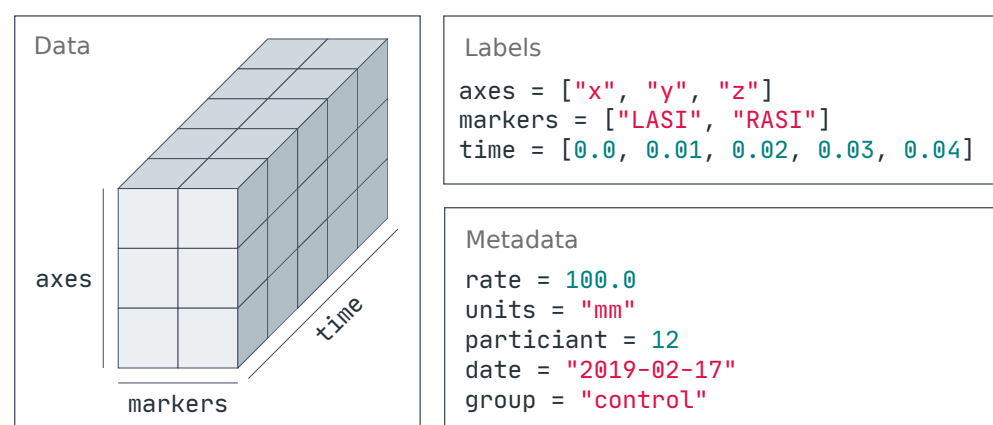 Data
axes
time
markers
Labels
axes = ["x", "y", "z"]
markers = ["LASI", "RASI"]
time = [0.0, 0.01, 0.02, 0.03, 0.04]
Metadata
rate = 100.0
units = "mm"
particiant = 12
date = "2019-02-17"
group = "control"